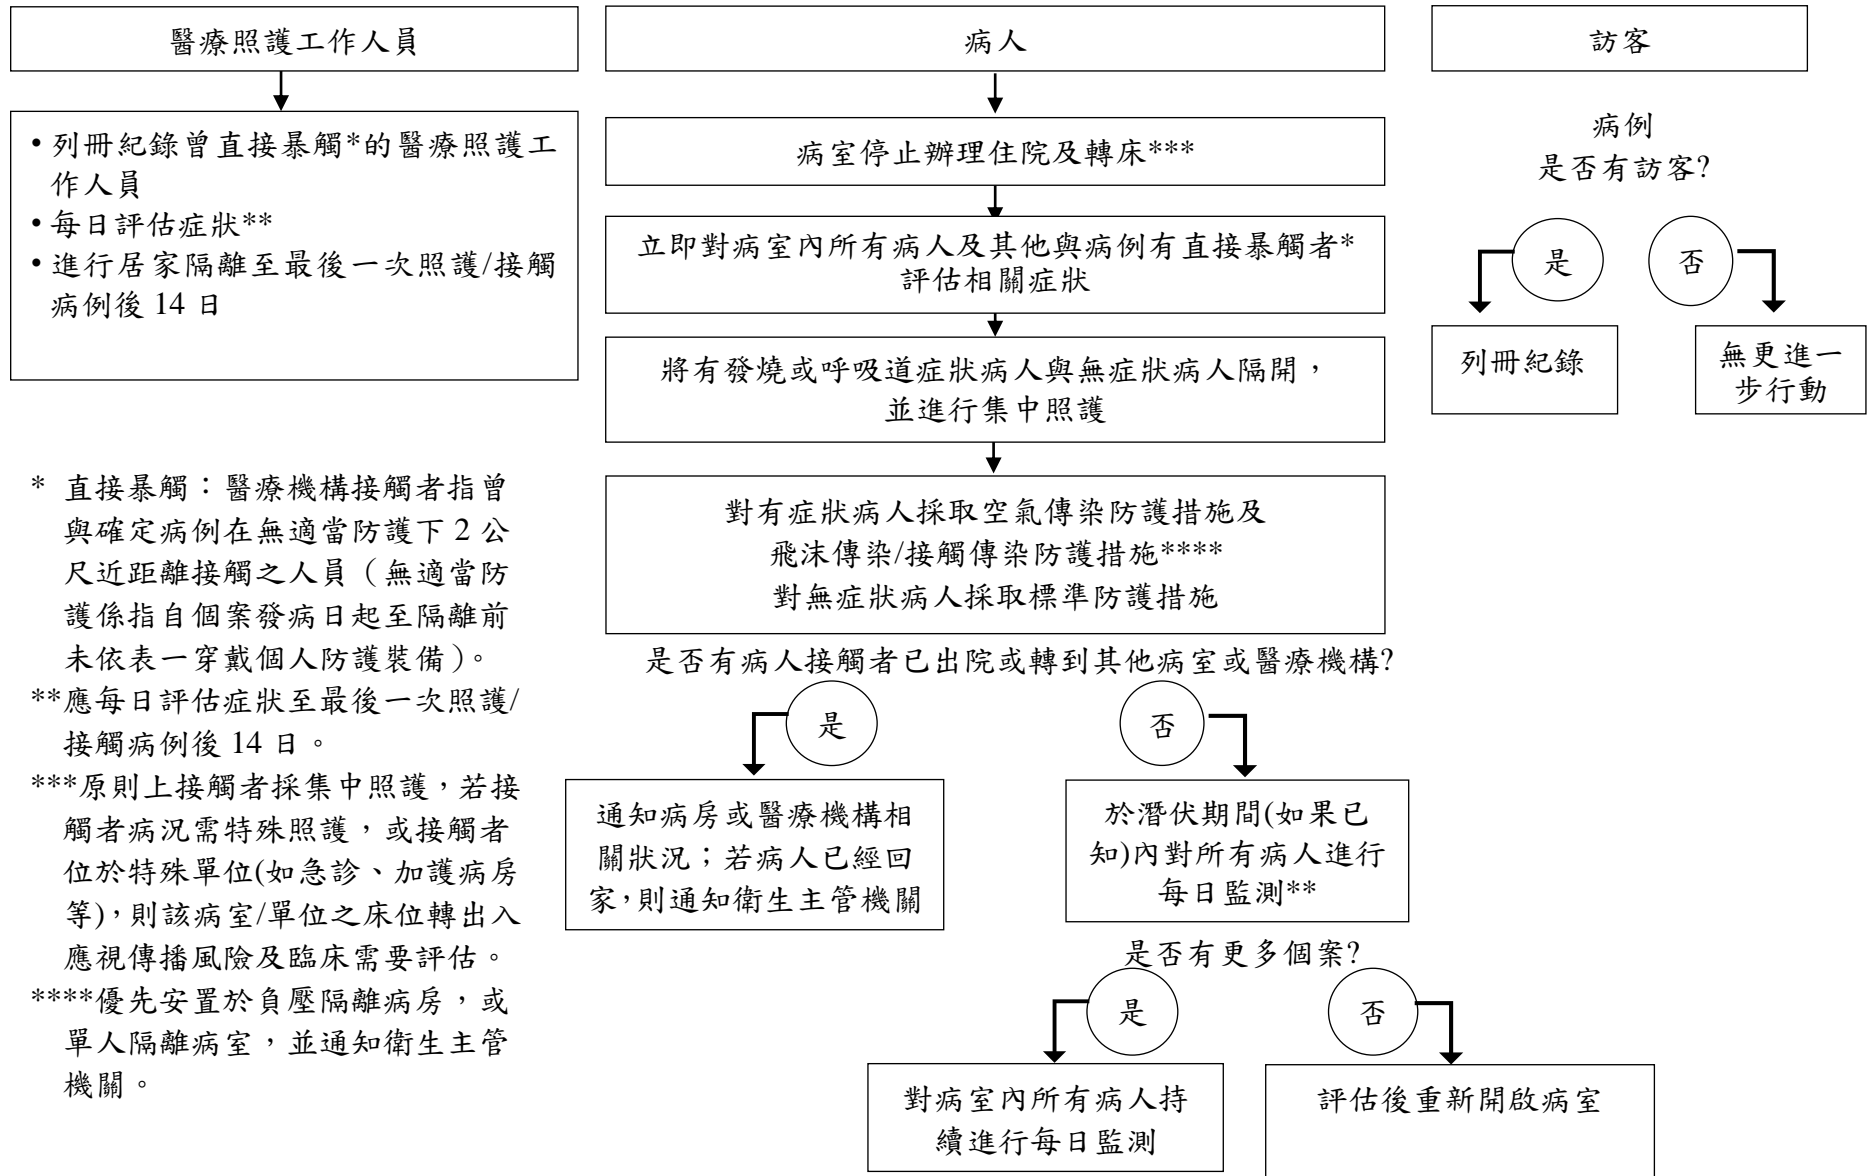 醫療照護工作人員
• 列冊紀錄曾直接暴觸*的醫療照護工
作人員
• 每日評估症狀**
• 進行居家隔離至最後一次照護/接觸
病例後 14 日
病人
病室停止辦理住院及轉床***
立即對病室內所有病人及其他與病例有直接暴觸者*
評估相關症狀
將有發燒或呼吸道症狀病人與無症狀病人隔開，
並進行集中照護
對有症狀病人採取空氣傳染防護措施及
飛沫傳染/接觸傳染防護措施****
對無症狀病人採取標準防護措施
是否有病人接觸者已出院或轉到其他病室或醫療機構?
是
否
通知病房或醫療機構相
關狀況；若病人已經回
家，則通知衛生主管機關
於潛伏期間(如果已
知)內對所有病人進行
每日監測**
是否有更多個案?
是
否
對病室內所有病人持
續進行每日監測
評估後重新開啟病室
訪客
病例
是否有訪客?
是
否
列冊紀錄
無更進一
步行動
* 直接暴觸：醫療機構接觸者指曾
與確定病例在無適當防護下 2 公
尺近距離接觸之人員（無適當防
護係指自個案發病日起至隔離前
未依表一穿戴個人防護裝備）。
**應每日評估症狀至最後一次照護/
接觸病例後 14 日。
***原則上接觸者採集中照護，若接
觸者病況需特殊照護，或接觸者
位於特殊單位(如急診、加護病房
等)，則該病室/單位之床位轉出入
應視傳播風險及臨床需要評估。
****優先安置於負壓隔離病房，或
單人隔離病室，並通知衛生主管
機關。